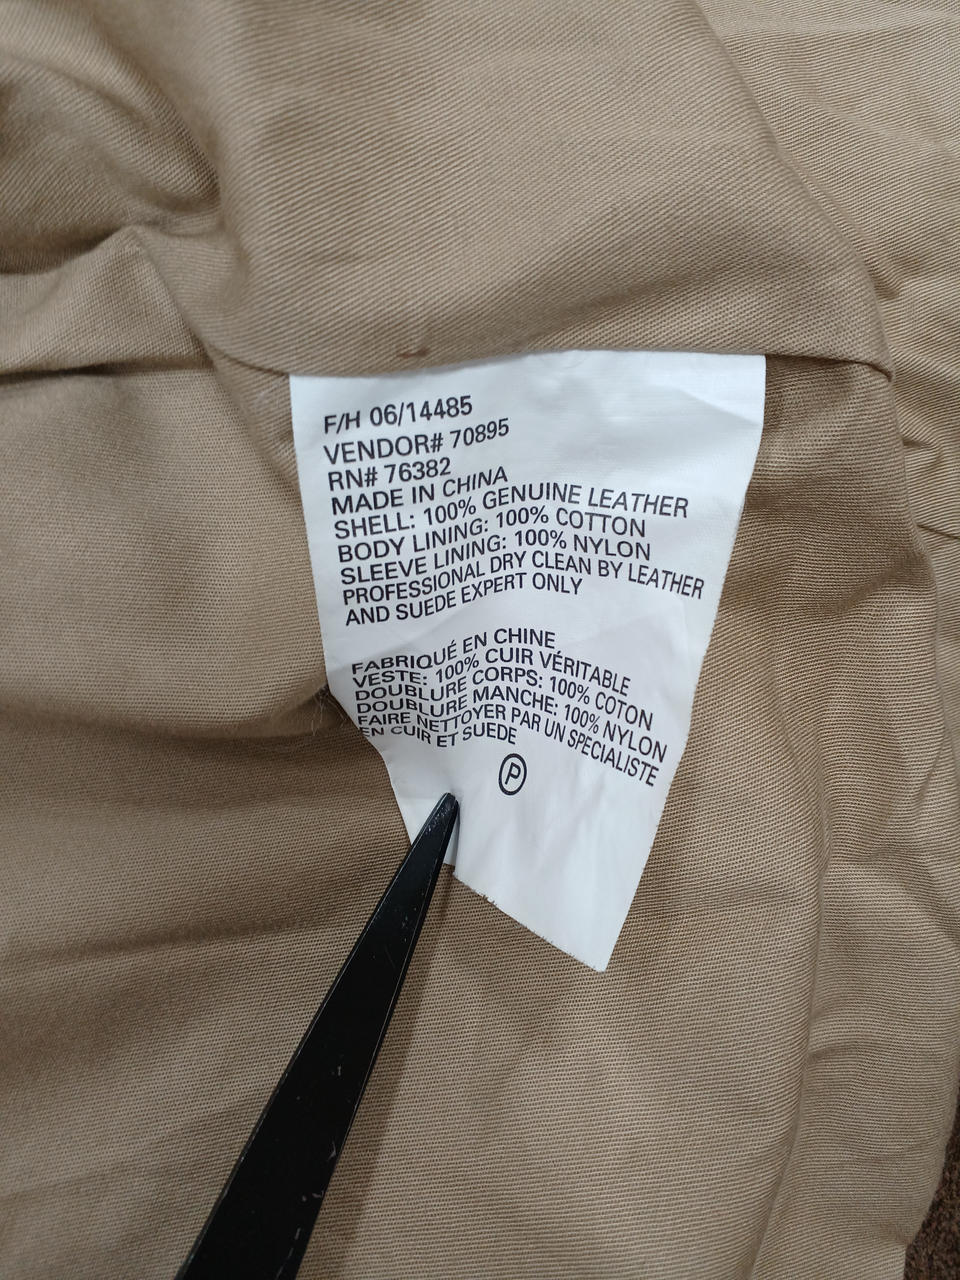 F/H 06/14485
VENDOR# 70895
RN# 76382
MADE IN CHINA
SHELL: 100% GENUINE LEATHER
BODY LINING: 100% COTTON
SLEEVE LINING: 100% NYLON
PROFESSIONAL DRY CLEAN BY LEATHER
AND SUEDE EXPERT ONLY
FABRIQUÉ EN CHINE
VESTE: 100% CUIR VÉRITABLE
DOUBLURE CORPS: 100% COTON
DOUBLURE MANCHE: 100% NYLON
FAIRE NETTOYER PAR UN SPÉCIALISTE
EN CUIR ET SUEDE
P